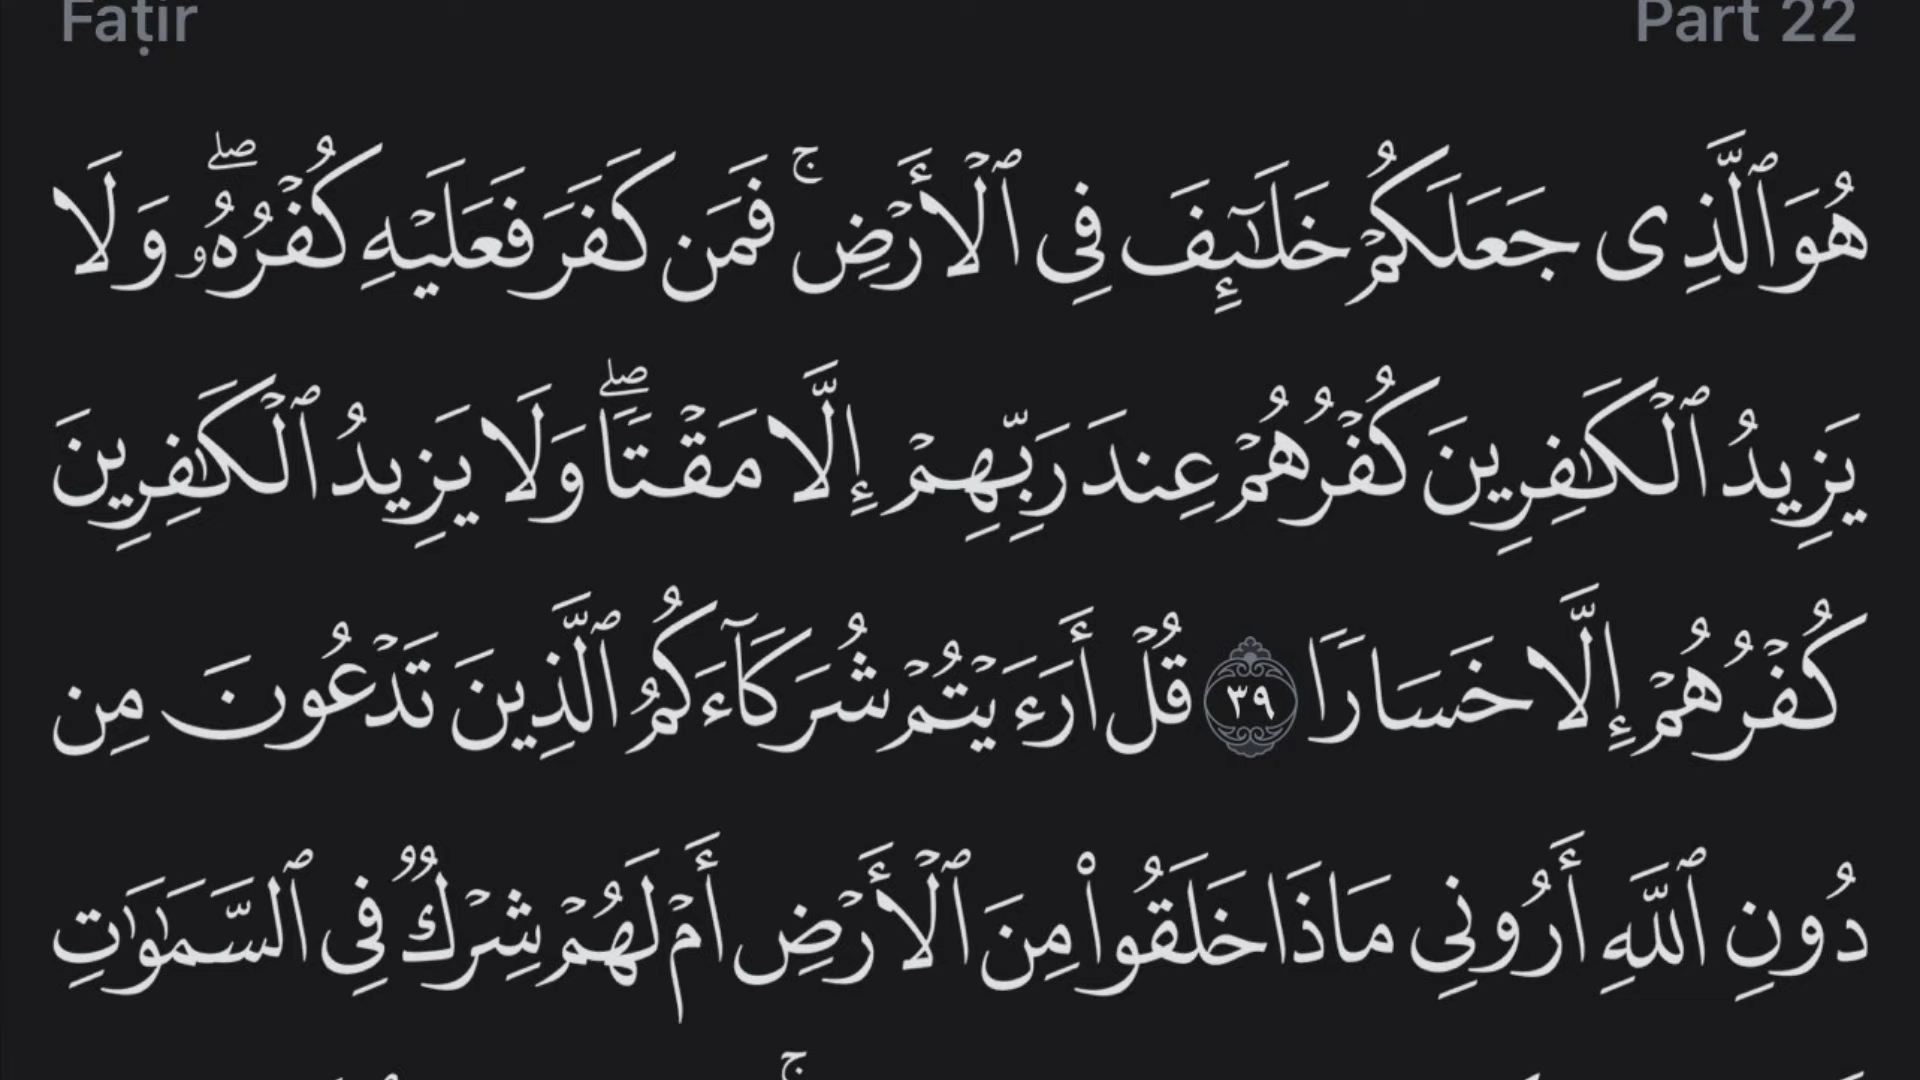 Faṭir Part 22
هُوَ ٱلَّذِى جَعَلَكُمْ خَلَـٰٓئِفَ فِى ٱلْأَرْضِ ۚ فَمَن كَفَرَ فَعَلَيْهِ كُفْرُهُۥ ۖ وَلَا
يَزِيدُ ٱلْكَـٰفِرِينَ كُفْرُهُمْ عِندَ رَبِّهِمْ إِلَّا مَقْتًا ۖ وَلَا يَزِيدُ ٱلْكَـٰفِرِينَ
كُفْرُهُمْ إِلَّا خَسَارًا ٣٩ قُلْ أَرَءَيْتُمْ شُرَكَآءَكُمُ ٱلَّذِينَ تَدْعُونَ مِن
دُونِ ٱللَّهِ أَرُونِى مَاذَا خَلَقُوا۟ مِنَ ٱلْأَرْضِ أَمْ لَهُمْ شِرْكٌ فِى ٱلسَّمَـٰوَٰتِ